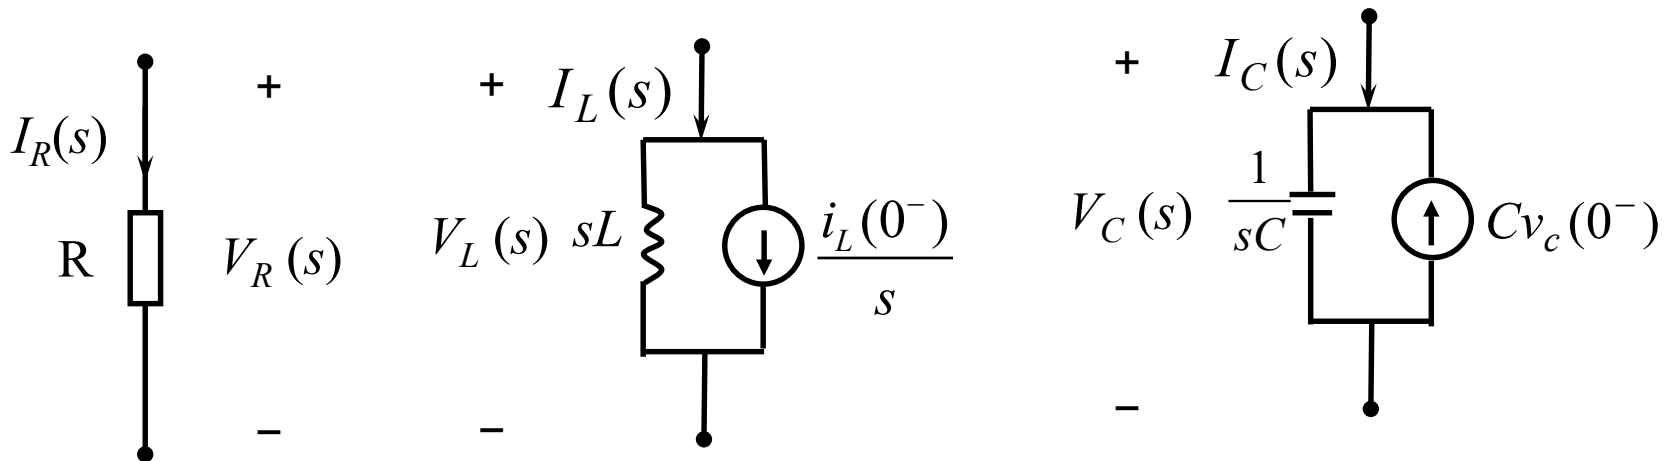 +
I_R(s)
R
V_R(s)
−
+
I_L(s)
V_L(s)
sL
i_L(0⁻)
s
−
+
I_C(s)
V_C(s)
1
sC
Cv_c(0⁻)
−